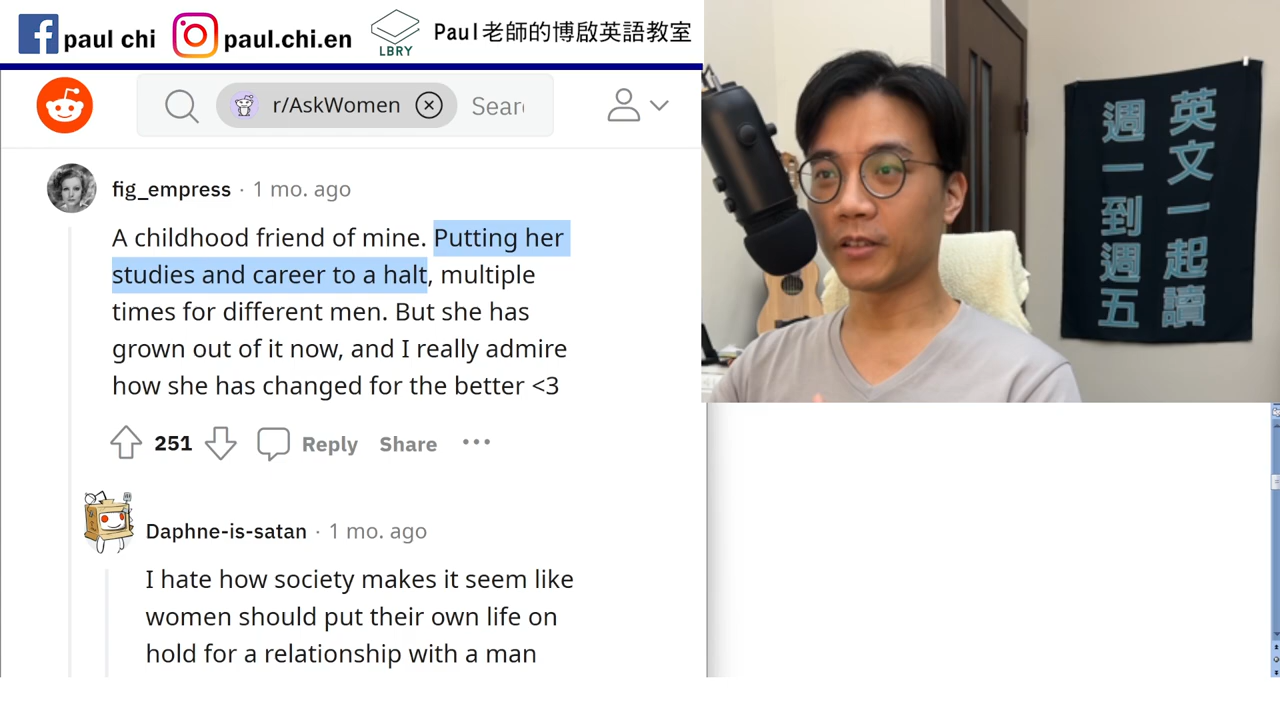 paul chi
paul.chi.en
LBRY
Paul老師的博啟英語教室
r/AskWomen
Sear
fig_empress · 1 mo. ago
A childhood friend of mine. Putting her
studies and career to a halt, multiple
times for different men. But she has
grown out of it now, and I really admire
how she has changed for the better <3
251
Reply
Share
Daphne-is-satan · 1 mo. ago
I hate how society makes it seem like
women should put their own life on
hold for a relationship with a man
英文一起讀
週一到週五